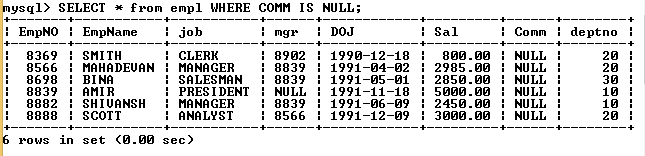 mysql> SELECT * from empl WHERE COMM IS NULL;
| EmpNO | EmpName | job | mgr | DOJ | Sal | Comm | deptno |
| 8369 | SMITH | CLERK | 8902 | 1990-12-18 | 800.00 | NULL | 20 |
| 8566 | MAHADEVAN | MANAGER | 8839 | 1991-04-02 | 2985.00 | NULL | 20 |
| 8698 | BINA | SALESMAN | 8839 | 1991-05-01 | 2850.00 | NULL | 30 |
| 8839 | AMIR | PRESIDENT | NULL | 1991-11-18 | 5000.00 | NULL | 10 |
| 8882 | SHIVANSH | MANAGER | 8839 | 1991-06-09 | 2450.00 | NULL | 10 |
| 8888 | SCOTT | ANALYST | 8566 | 1991-12-09 | 3000.00 | NULL | 20 |
6 rows in set (0.00 sec)